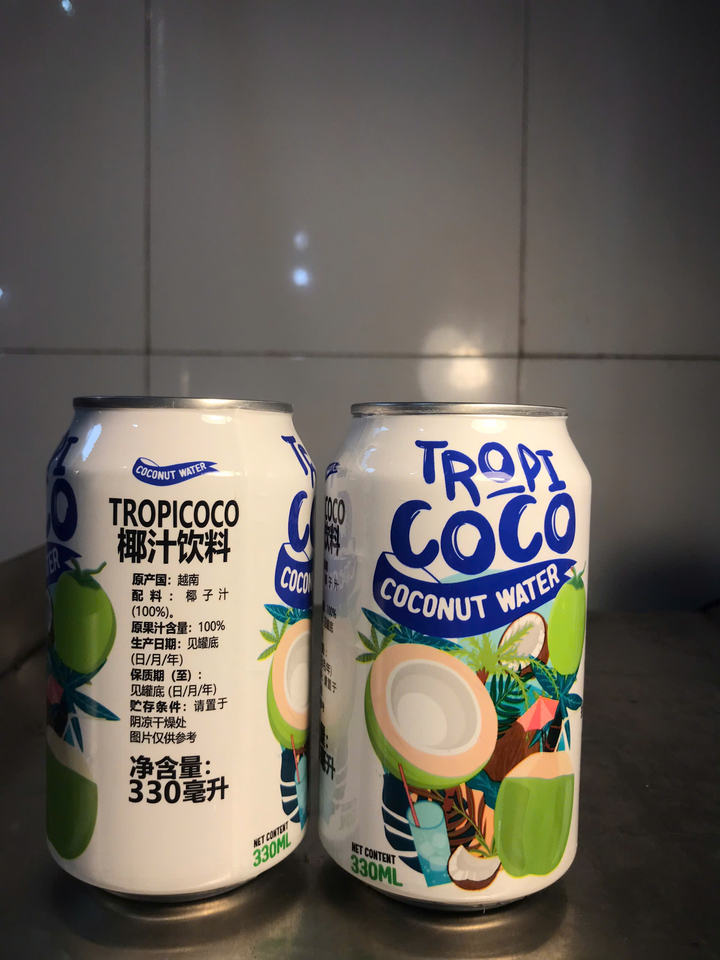 COCONUT WATER
TROPICOCO
椰汁饮料
原产国：越南
配料：椰子汁
(100%)。
原果汁含量：100%
生产日期：见罐底
(日/月/年)
保质期（至）：
见罐底 (日/月/年)
贮存条件：请置于
阴凉干燥处
图片仅供参考
净含量：
330毫升
NET CONTENT
330ML
TROPI
COCO
COCONUT WATER
NET CONTENT
330ML